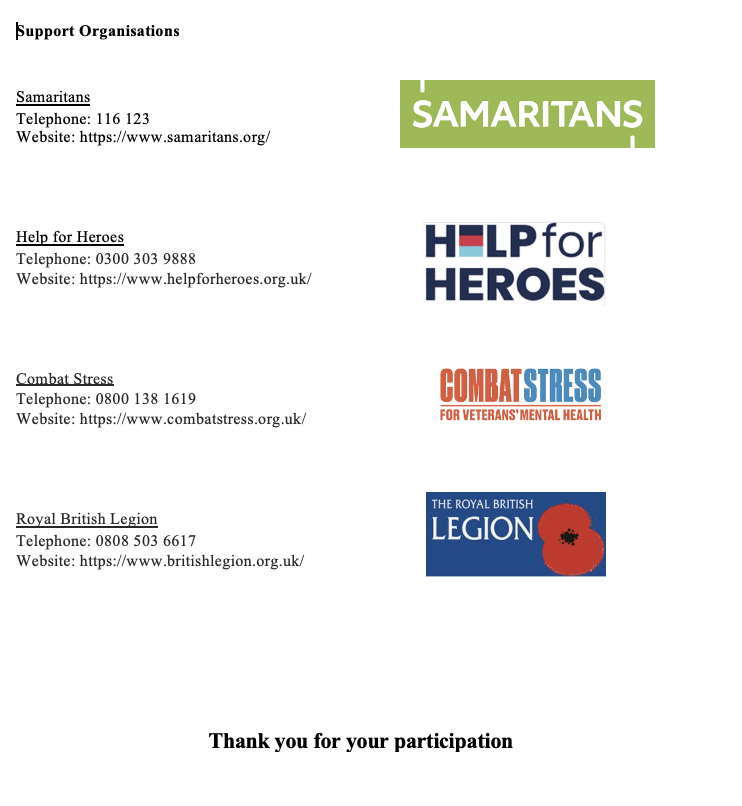 Support Organisations
Samaritans
Telephone: 116 123
Website: https://www.samaritans.org/
SAMARITANS
Help for Heroes
Telephone: 0300 303 9888
Website: https://www.helpforheroes.org.uk/
HELP for
HEROES
Combat Stress
Telephone: 0800 138 1619
Website: https://www.combatstress.org.uk/
COMBAT STRESS
FOR VETERANS' MENTAL HEALTH
Royal British Legion
Telephone: 0808 503 6617
Website: https://www.britishlegion.org.uk/
THE ROYAL BRITISH
LEGION
Thank you for your participation